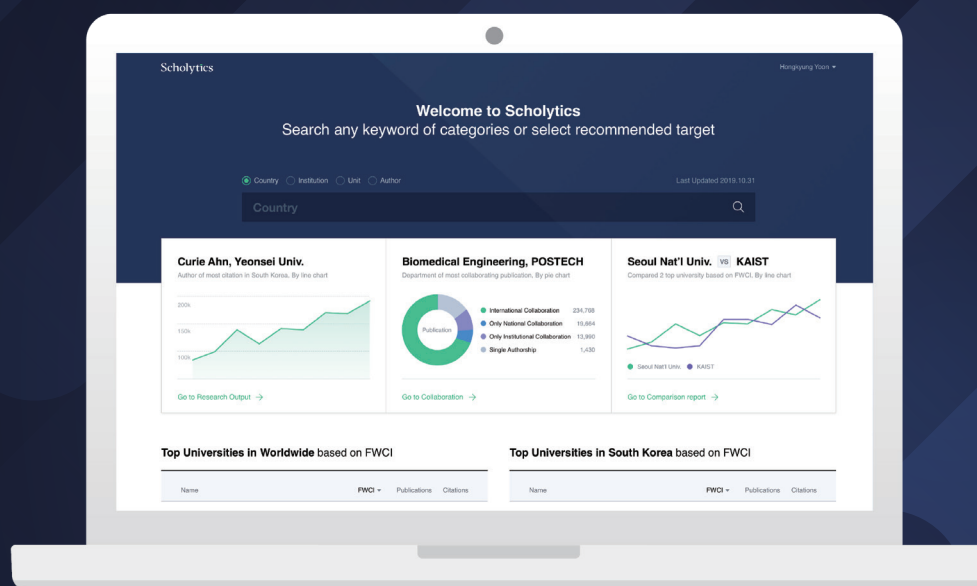 Scholytics
Hongkyung Yoon
Welcome to Scholytics
Search any keyword of categories or select recommended target
Country Institution Unit Author
Last Updated 2019.10.31
Country
Curie Ahn, Yeonsei Univ.
Author of most citation in South Korea. By line chart
200k
150k
100k
Go to Research Output →
Biomedical Engineering, POSTECH
Department of most collaborating publication. By pie chart
Publication
International Collaboration 234,768
Only National Collaboration 19,864
Only Institutional Collaboration 13,860
Single Authorship 1,430
Go to Collaboration →
Seoul Nat'l Univ. VS KAIST
Compared 2 top university based on FWCI. By line chart
Seoul Nat'l Univ. KAIST
Go to Comparison report →
Top Universities in Worldwide based on FWCI
Name FWCI Publications Citations
Top Universities in South Korea based on FWCI
Name FWCI Publications Citations